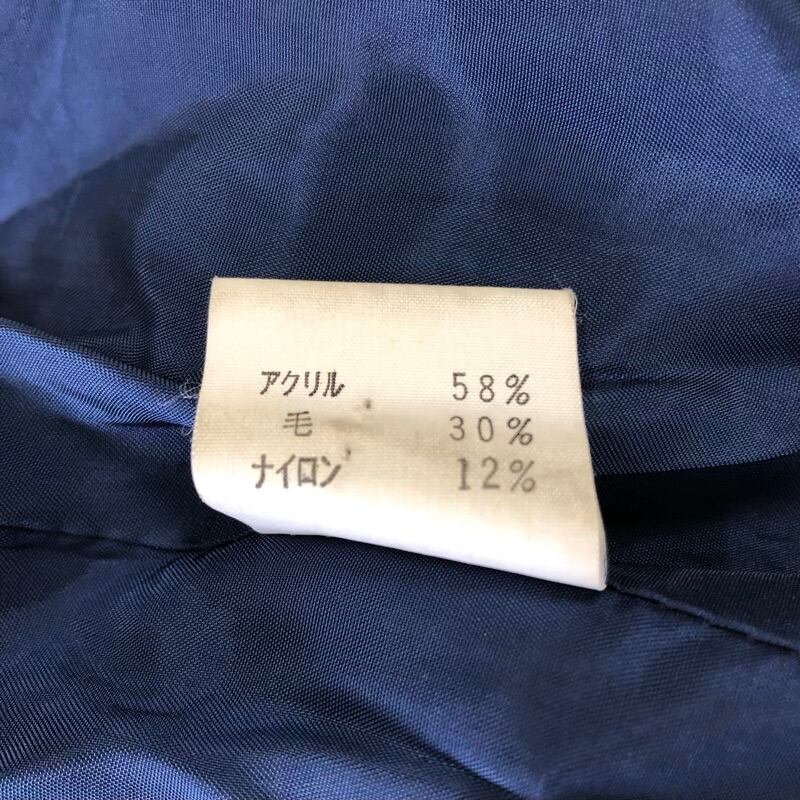 アクリル 58%
毛 30%
ナイロン 12%